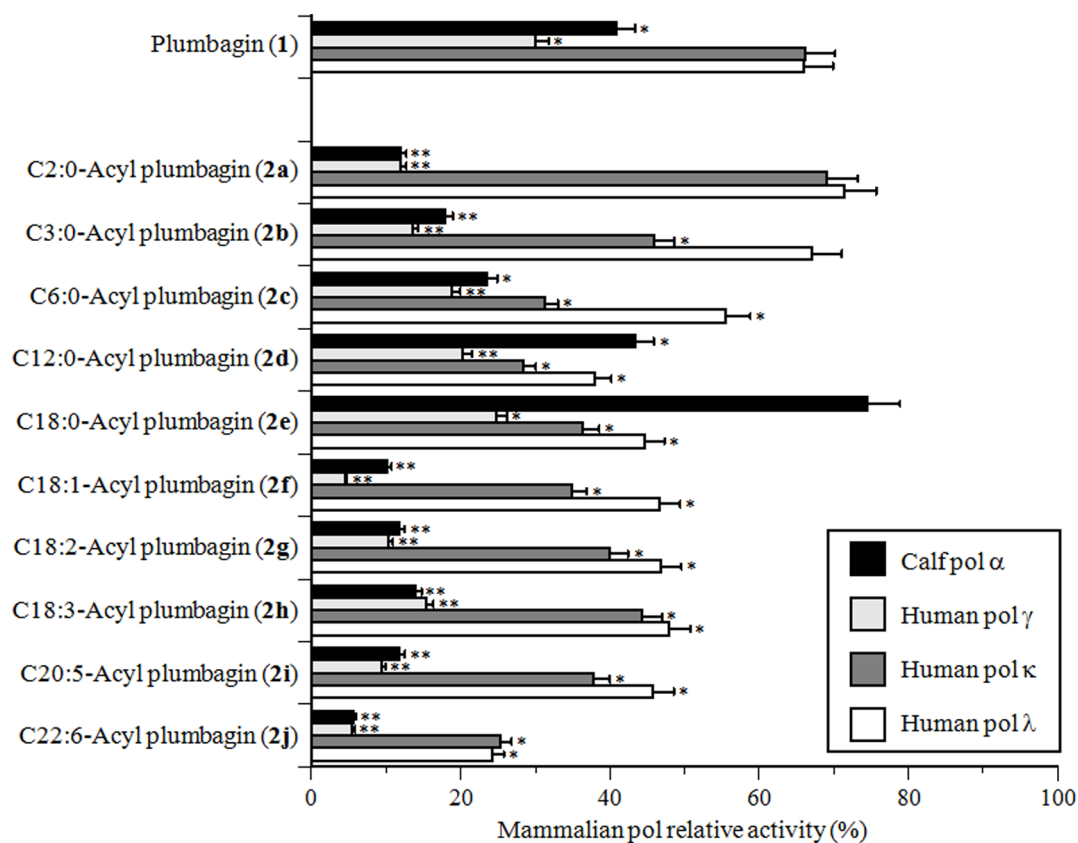 Plumbagin (1)
*
*
C2:0-Acyl plumbagin (2a)
**
**
C3:0-Acyl plumbagin (2b)
**
**
*
C6:0-Acyl plumbagin (2c)
*
**
*
*
C12:0-Acyl plumbagin (2d)
*
**
*
*
C18:0-Acyl plumbagin (2e)
*
*
*
C18:1-Acyl plumbagin (2f)
**
**
*
*
C18:2-Acyl plumbagin (2g)
**
**
*
*
C18:3-Acyl plumbagin (2h)
**
**
*
*
C20:5-Acyl plumbagin (2i)
**
**
*
*
C22:6-Acyl plumbagin (2j)
**
**
*
*
Calf pol α
Human pol γ
Human pol κ
Human pol λ
0 20 40 60 80 100
Mammalian pol relative activity (%)